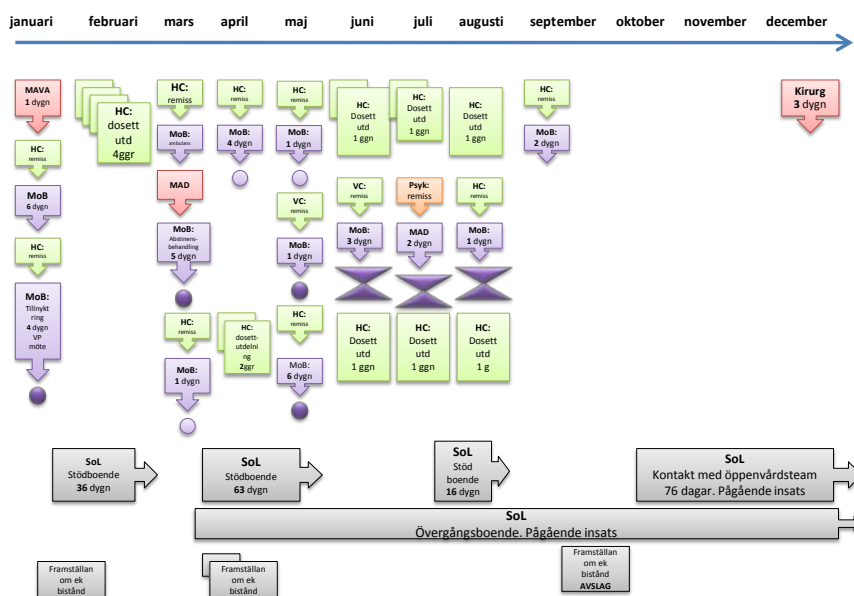 januari februari mars april maj juni juli augusti september oktober november december
MAVA
1 dygn
HC:
remiss
MoB
6 dygn
HC:
remiss
MoB:
Tillnykt
ring
4 dygn
VP
möte
HC:
dosett
utd
4ggr
HC:
remiss
MoB:
ambulans
MAD
MoB:
Abstinens-
behandling
5 dygn
HC:
remiss
MoB:
1 dygn
HC:
remiss
MoB:
4 dygn
HC:
dosett-
utdelni
ng
2ggr
HC:
remiss
MoB:
1 dygn
VC:
remiss
MoB:
1 dygn
HC:
remiss
MoB:
6 dygn
HC:
Dosett
utd
1 ggn
VC:
remiss
MoB:
3 dygn
HC:
Dosett
utd
1 ggn
HC:
Dosett
utd
1 ggn
Psyk:
remiss
MAD
2 dygn
HC:
Dosett
utd
1 ggn
HC:
Dosett
utd
1 ggn
HC:
remiss
MoB:
1 dygn
HC:
Dosett
utd
1 g
HC:
remiss
MoB:
2 dygn
Kirurg
3 dygn
SoL
Stödboende
36 dygn
SoL
Stödboende
63 dygn
SoL
Stöd
boende
16 dygn
SoL
Kontakt med öppenvårdsteam
76 dagar. Pågående insats
SoL
Övergångsboende. Pågående insats
Framställan
om ek
bistånd
Framställan
om ek
bistånd
Framställan
om ek
bistånd
AVSLAG